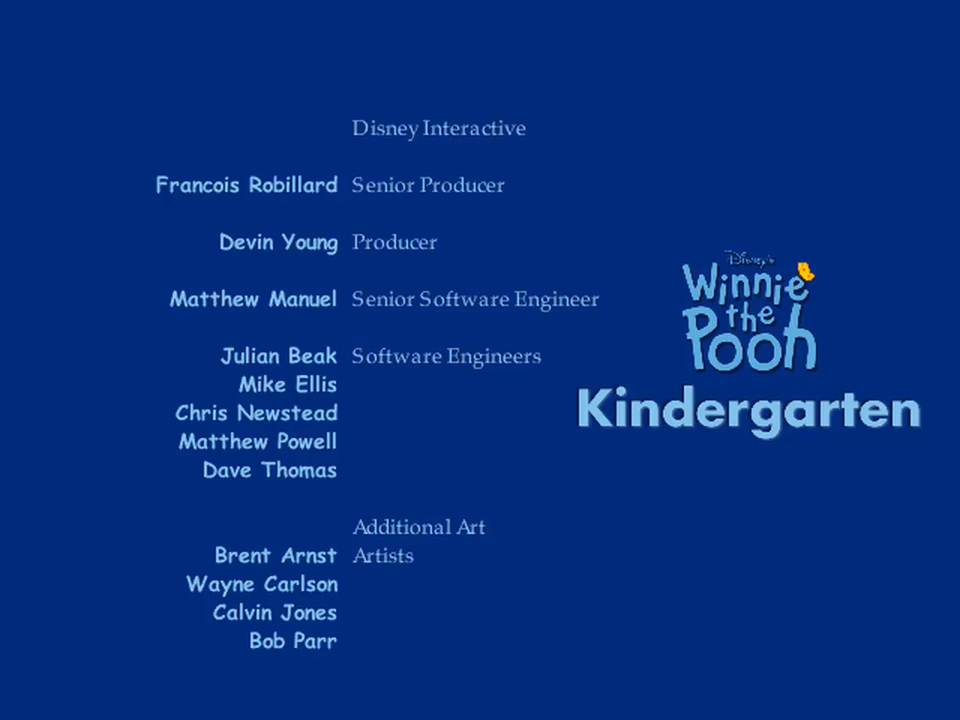 Disney Interactive
Francois Robillard Senior Producer
Devin Young Producer
Matthew Manuel Senior Software Engineer
Julian Beak Software Engineers
Mike Ellis
Chris Newstead
Matthew Powell
Dave Thomas
Additional Art
Brent Arnst Artists
Wayne Carlson
Calvin Jones
Bob Parr
Disney's
Winnie
the
Pooh
Kindergarten